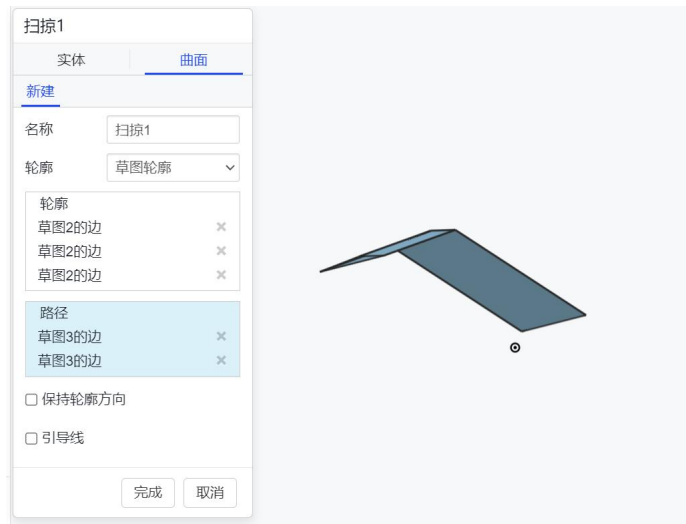 扫掠1
实体 曲面
新建
名称 扫掠1
轮廓 草图轮廓
轮廓
草图2的边
草图2的边
草图2的边
路径
草图3的边
草图3的边
保持轮廓方向
引导线
完成 取消